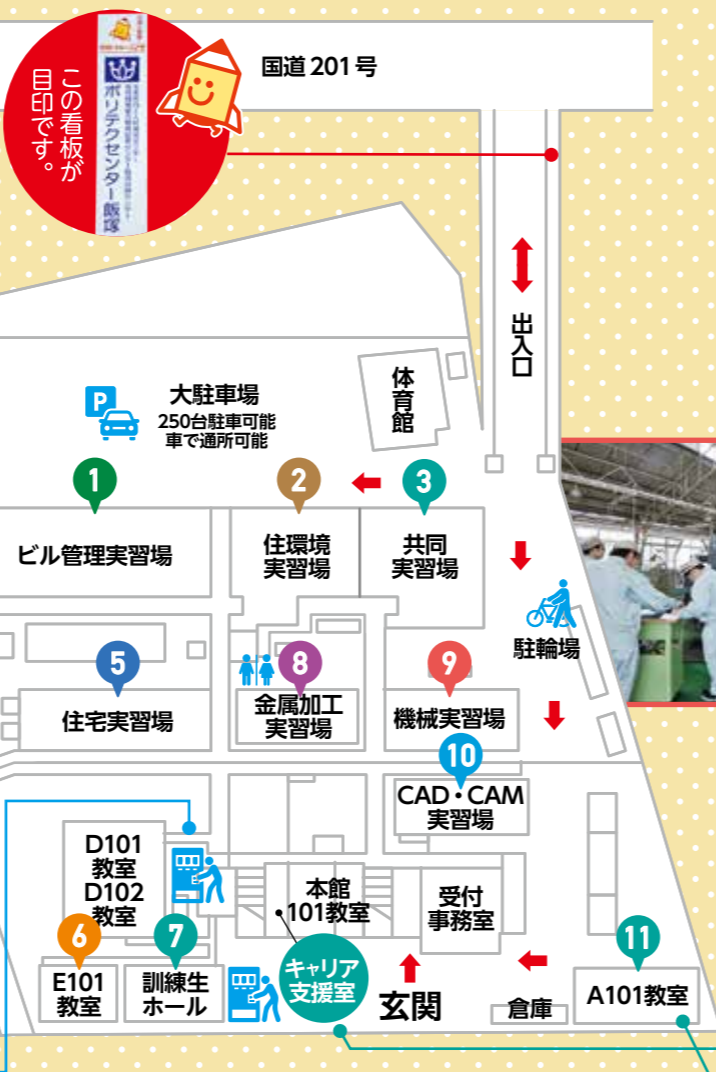 この看板が
目印です。
ポリテクセンター飯塚
国道201号
出入口
体育館
P
大駐車場
250台駐車可能
車で通所可能
1
2
3
ビル管理実習場
住環境
実習場
共同
実習場
駐輪場
5
8
9
住宅実習場
金属加工
実習場
機械実習場
10
CAD・CAM
実習場
D101
教室
D102
教室
本館
101教室
受付
事務室
6
7
11
E101
教室
訓練生
ホール
キャリア
支援室
玄関
倉庫
A101教室